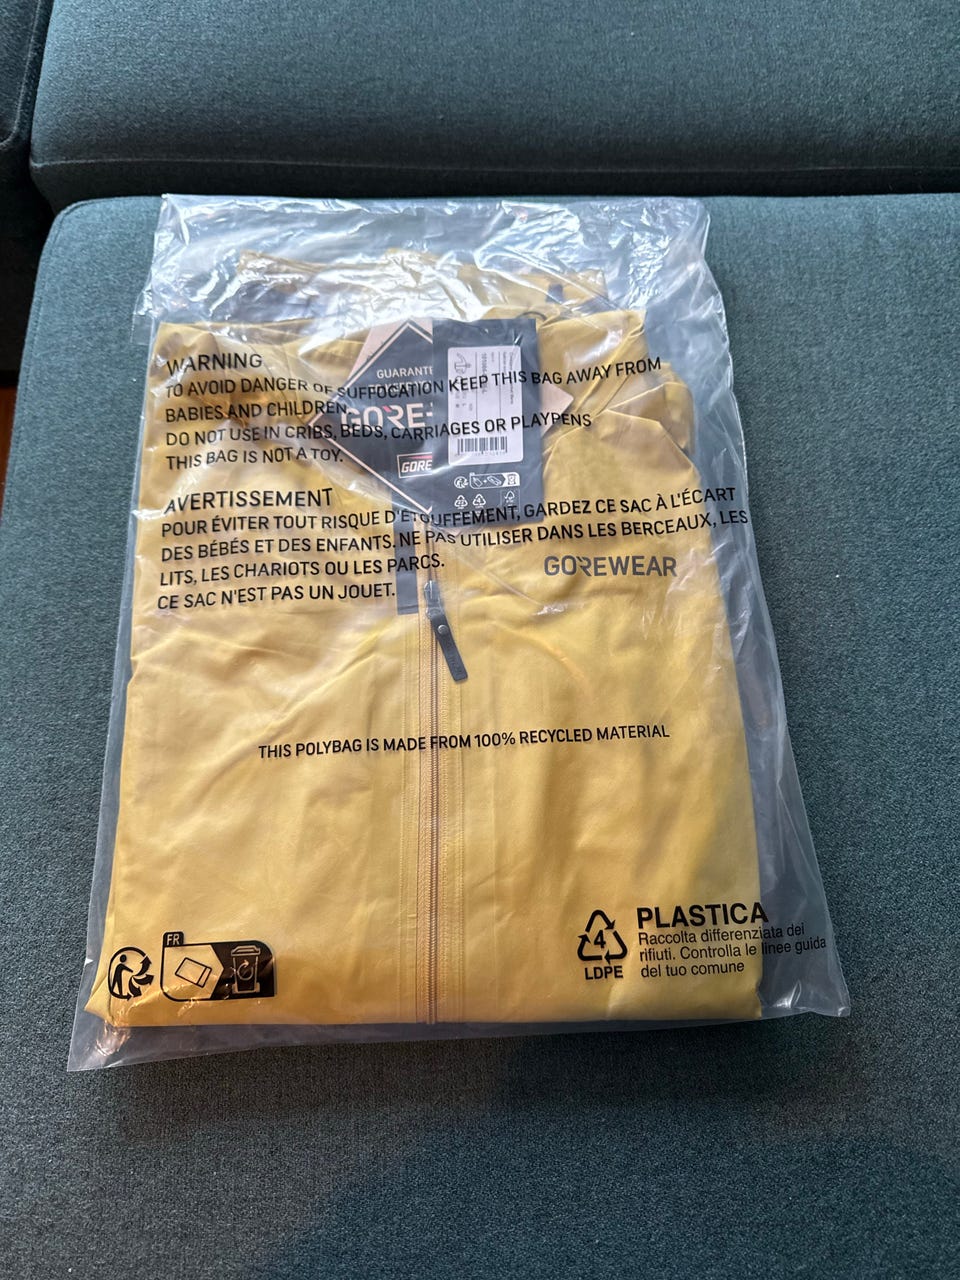 WARNING
TO AVOID DANGER OF SUFFOCATION KEEP THIS BAG AWAY FROM
BABIES AND CHILDREN
DO NOT USE IN CRIBS, BEDS, CARRIAGES OR PLAYPENS
THIS BAG IS NOT A TOY.
GUARANTE
GORE-
GORE
AVERTISSEMENT
POUR ÉVITER TOUT RISQUE D'ÉTOUFFEMENT, GARDEZ CE SAC À L'ÉCART
DES BÉBÉS ET DES ENFANTS. NE PAS UTILISER DANS LES BERCEAUX, LES
LITS, LES CHARIOTS OU LES PARCS.
CE SAC N'EST PAS UN JOUET.
GOREWEAR
THIS POLYBAG IS MADE FROM 100% RECYCLED MATERIAL
FR
4
LDPE
PLASTICA
Raccolta differenziata dei
rifiuti. Controlla le linee guida
del tuo comune